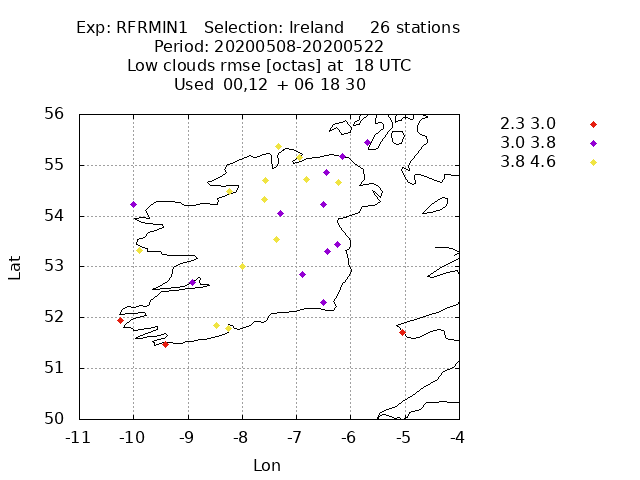 Exp: RFRMIN1 Selection: Ireland 26 stations
Period: 20200508-20200522
Low clouds rmse [octas] at 18 UTC
Used 00,12 + 06 18 30
2.3 3.0
3.0 3.8
3.8 4.6
56
55
54
53
52
51
50
Lat
-11 -10 -9 -8 -7 -6 -5 -4
Lon